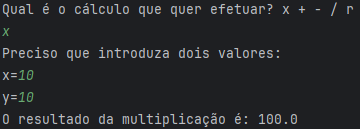 Qual é o cálculo que quer efetuar? x + - / r
x
Preciso que introduza dois valores:
x=10
y=10
O resultado da multiplicação é: 100.0